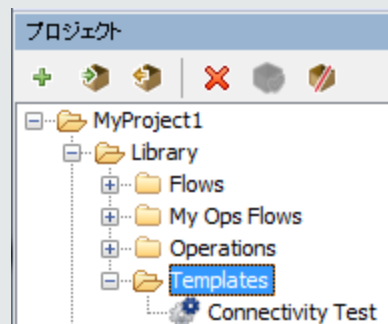 プロジェクト
MyProject1
Library
Flows
My Ops Flows
Operations
Templates
Connectivity Test